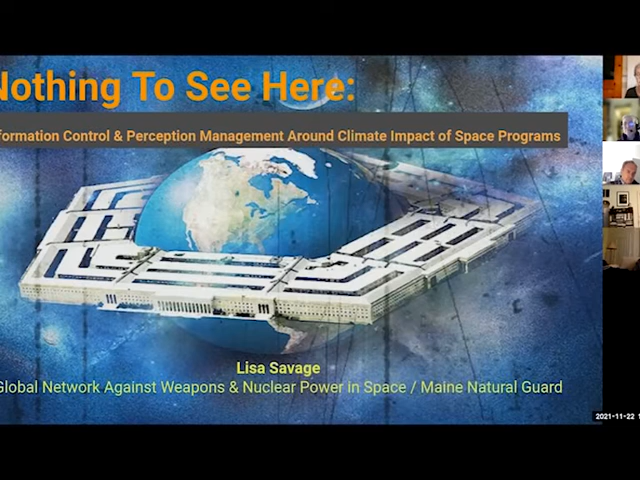 Nothing To See Here:
formation Control & Perception Management Around Climate Impact of Space Programs
Lisa Savage
Global Network Against Weapons & Nuclear Power in Space / Maine Natural Guard
2021-11-22